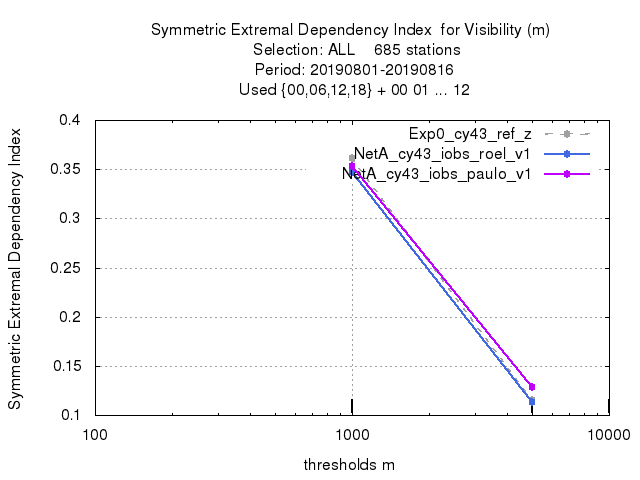 Symmetric Extremal Dependency Index  for Visibility (m)
Selection: ALL    685 stations
Period: 20190801-20190816
Used {00,06,12,18} + 00 01 ... 12
Symmetric Extremal Dependency Index
0.4
0.35
0.3
0.25
0.2
0.15
0.1
Exp0_cy43_ref_z
NetA_cy43_iobs_roel_v1
NetA_cy43_iobs_paulo_v1
100 1000 10000
thresholds m